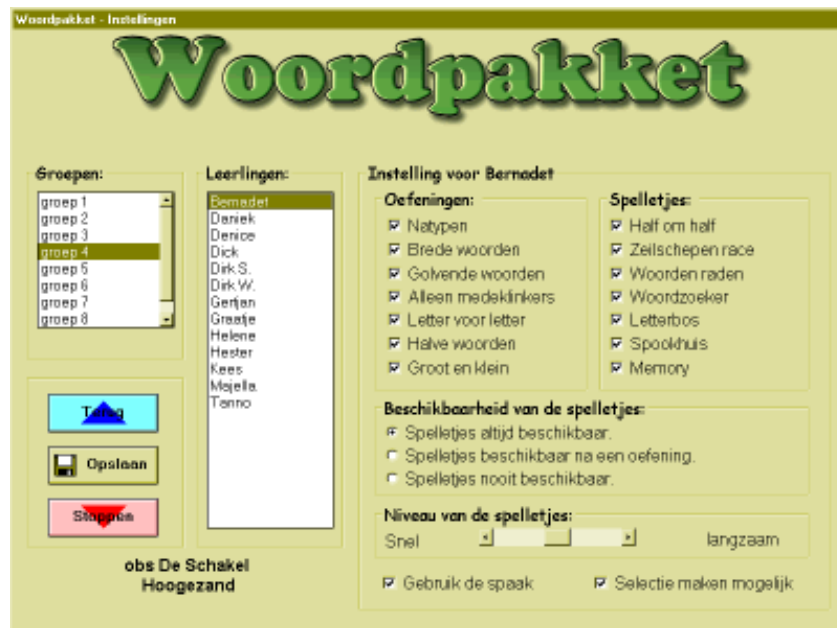 Woordpakket - Instellingen
Woordpakket
Groepen:
groep 1
groep 2
groep 3
groep 4
groep 5
groep 6
groep 7
groep 8
Terug
Opslaan
Stoppen
obs De Schakel
Hoogezand
Leerlingen:
Bernadet
Daniek
Denice
Dick
Dirk S.
Dirk W.
Gertjan
Graatje
Helene
Hester
Kees
Majella
Tanno
Instelling voor Bernadet
Oefeningen:
Natypen
Brede woorden
Golvende woorden
Alleen medeklinkers
Letter voor letter
Halve woorden
Groot en klein
Spelletjes:
Half om half
Zeilschepen race
Woorden raden
Woordzoeker
Letterbos
Spookhuis
Memory
Beschikbaarheid van de spelletjes:
Spelletjes altijd beschikbaar.
Spelletjes beschikbaar na een oefening.
Spelletjes nooit beschikbaar.
Niveau van de spelletjes:
Snel langzaam
Gebruik de spaak Selectie maken mogelijk